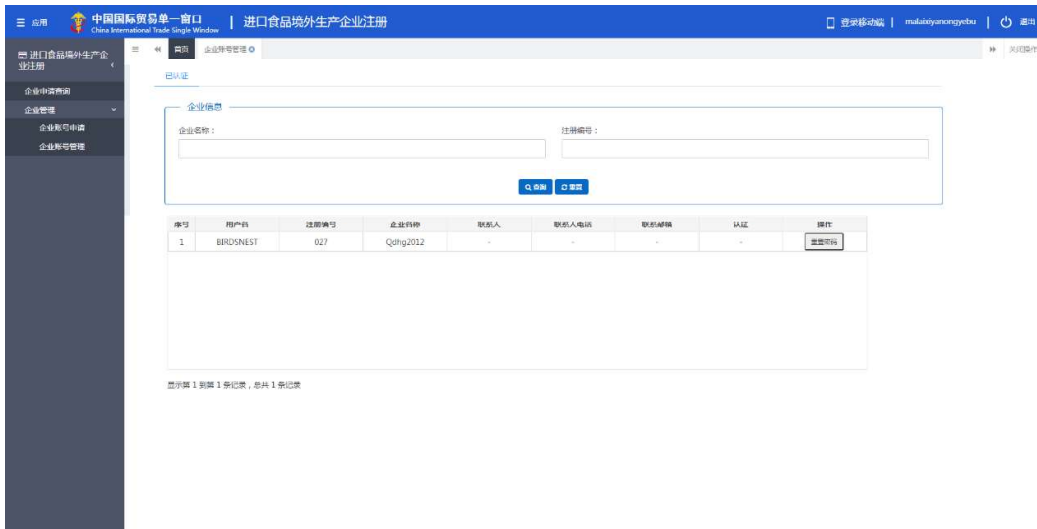 应用
中国国际贸易单一窗口
China International Trade Single Window
进口食品境外生产企业注册
登录移动端
malaixiyanongyebu
退出
进口食品境外生产企
业注册
首页
企业账号管理
关闭操作
企业申请查询
企业管理
企业账号申请
企业账号管理
已认证
企业信息
企业名称：
注册编号：
查询
重置
序号 用户名 注册编号 企业名称 联系人 联系人电话 联系邮箱 认证 操作
1 BIRDSNEST 027 Qdhg2012 - - - - 重置密码
显示第 1 到第 1 条记录，总共 1 条记录